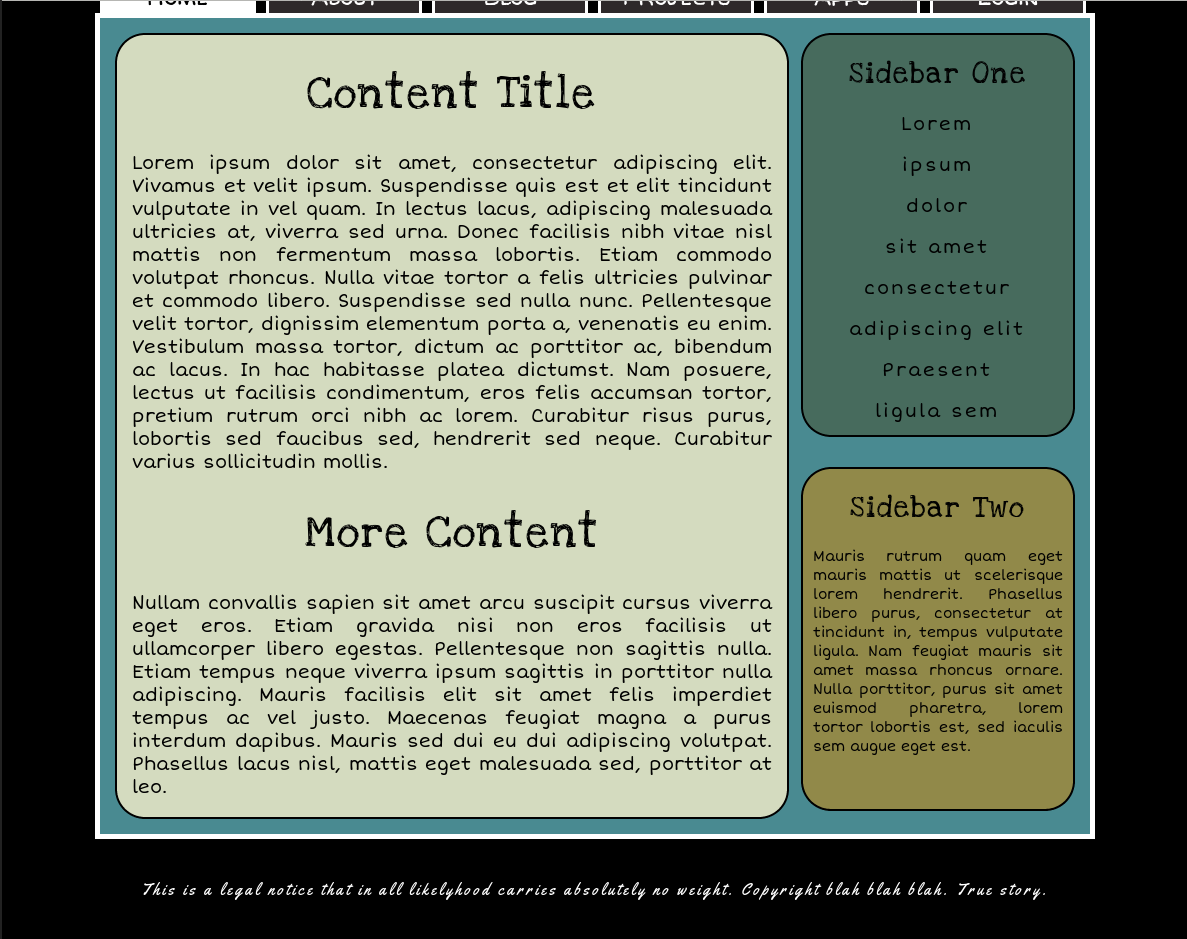 HOME ABOUT BLOG PROJECTS APPS LOGIN
Content Title
Lorem ipsum dolor sit amet, consectetur adipiscing elit.
Vivamus et velit ipsum. Suspendisse quis est et elit tincidunt
vulputate in vel quam. In lectus lacus, adipiscing malesuada
ultricies at, viverra sed urna. Donec facilisis nibh vitae nisl
mattis non fermentum massa lobortis. Etiam commodo
volutpat rhoncus. Nulla vitae tortor a felis ultricies pulvinar
et commodo libero. Suspendisse sed nulla nunc. Pellentesque
velit tortor, dignissim elementum porta a, venenatis eu enim.
Vestibulum massa tortor, dictum ac porttitor ac, bibendum
ac lacus. In hac habitasse platea dictumst. Nam posuere,
lectus ut facilisis condimentum, eros felis accumsan tortor,
pretium rutrum orci nibh ac lorem. Curabitur risus purus,
lobortis sed faucibus sed, hendrerit sed neque. Curabitur
varius sollicitudin mollis.
More Content
Nullam convallis sapien sit amet arcu suscipit cursus viverra
eget eros. Etiam gravida nisi non eros facilisis ut
ullamcorper libero egestas. Pellentesque non sagittis nulla.
Etiam tempus neque viverra ipsum sagittis in porttitor nulla
adipiscing. Mauris facilisis elit sit amet felis imperdiet
tempus ac vel justo. Maecenas feugiat magna a purus
interdum dapibus. Mauris sed dui eu dui adipiscing volutpat.
Phasellus lacus nisl, mattis eget malesuada sed, porttitor at
leo.
Sidebar One
Lorem
ipsum
dolor
sit amet
consectetur
adipiscing elit
Praesent
ligula sem
Sidebar Two
Mauris rutrum quam eget
mauris mattis ut scelerisque
lorem hendrerit. Phasellus
libero purus, consectetur at
tincidunt in, tempus vulputate
ligula. Nam feugiat mauris sit
amet massa rhoncus ornare.
Nulla porttitor, purus sit amet
euismod pharetra, lorem
tortor lobortis est, sed iaculis
sem augue eget est.
This is a legal notice that in all likelyhood carries absolutely no weight. Copyright blah blah blah. True story.